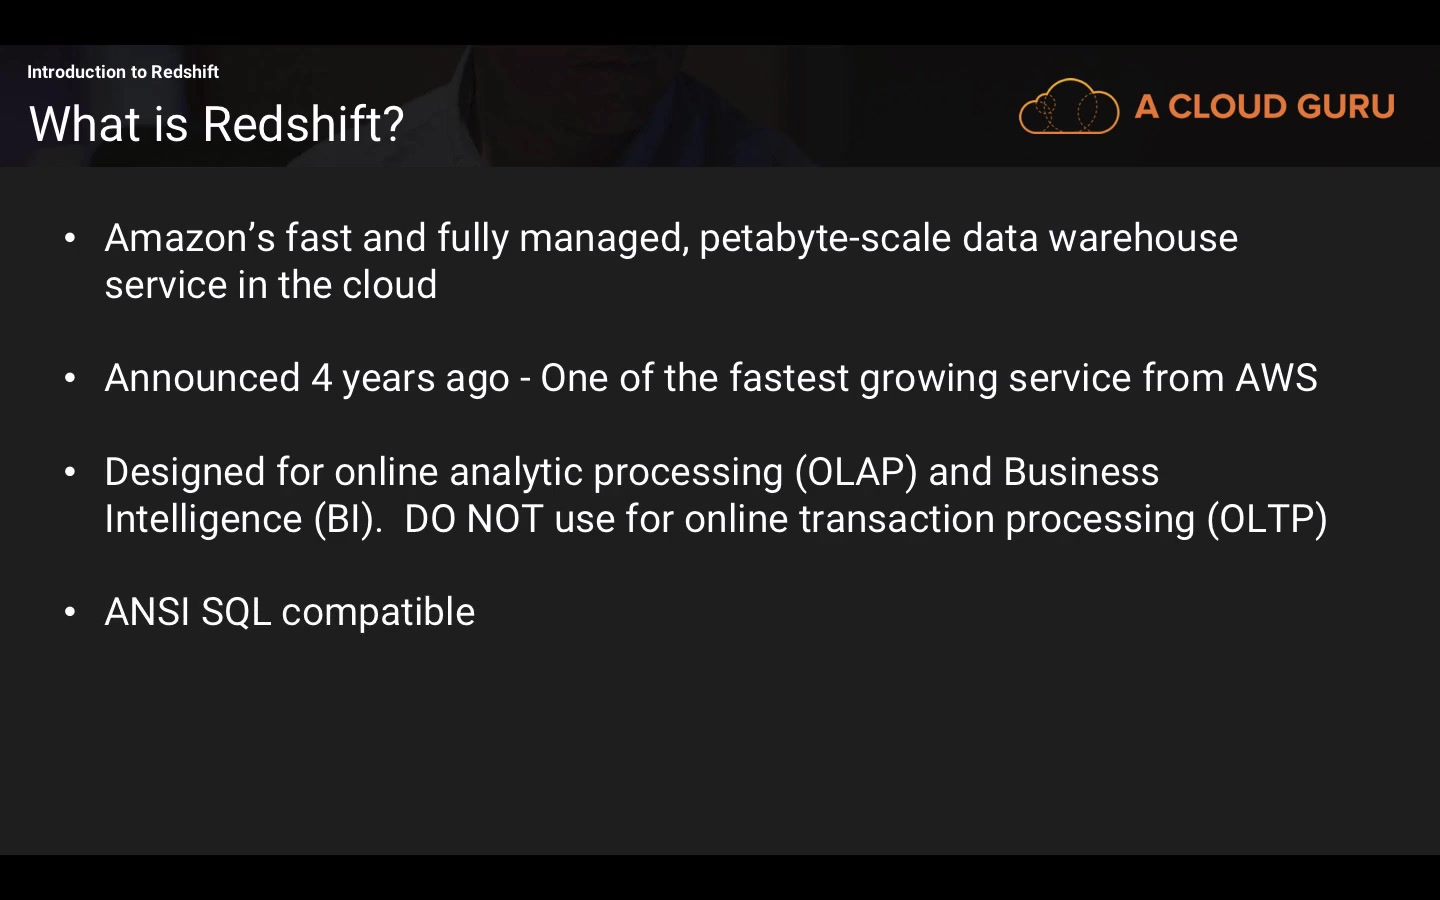 Introduction to Redshift
What is Redshift?
A CLOUD GURU
• Amazon’s fast and fully managed, petabyte-scale data warehouse
service in the cloud
• Announced 4 years ago - One of the fastest growing service from AWS
• Designed for online analytic processing (OLAP) and Business
Intelligence (BI).  DO NOT use for online transaction processing (OLTP)
• ANSI SQL compatible